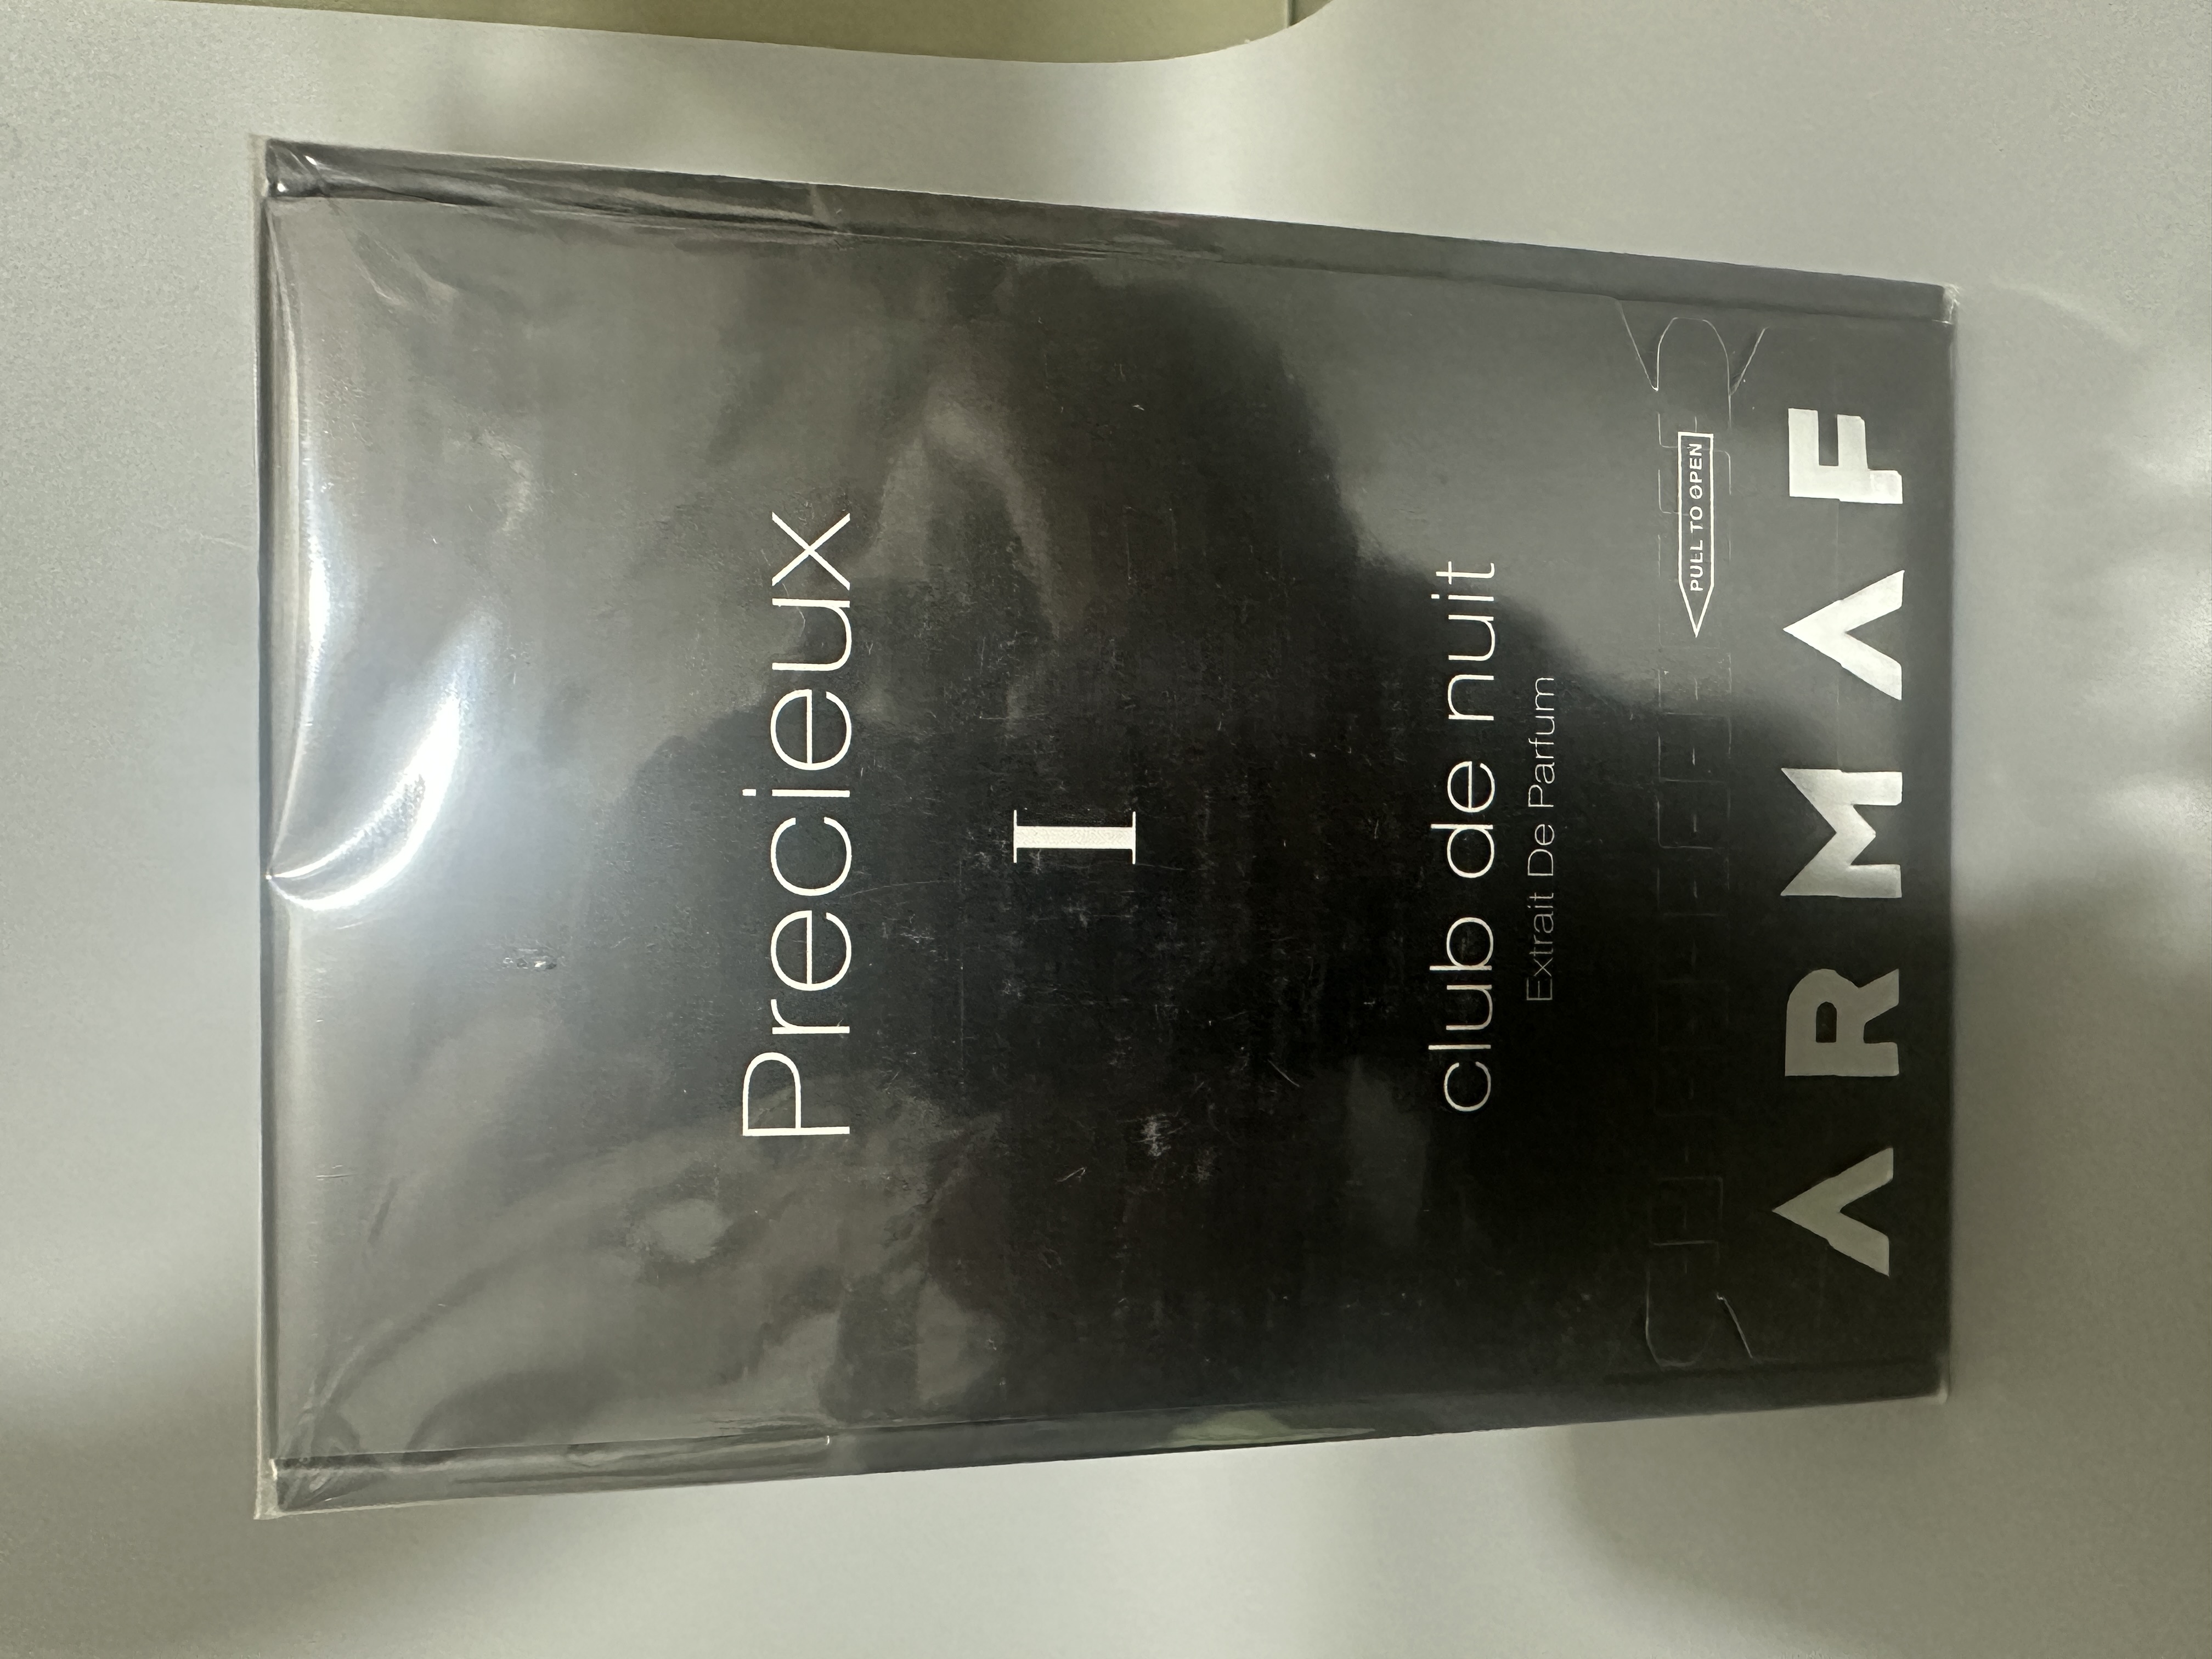 Precieux
I
club de nuit
Extrait De Parfum
PULL TO OPEN
ARMAF